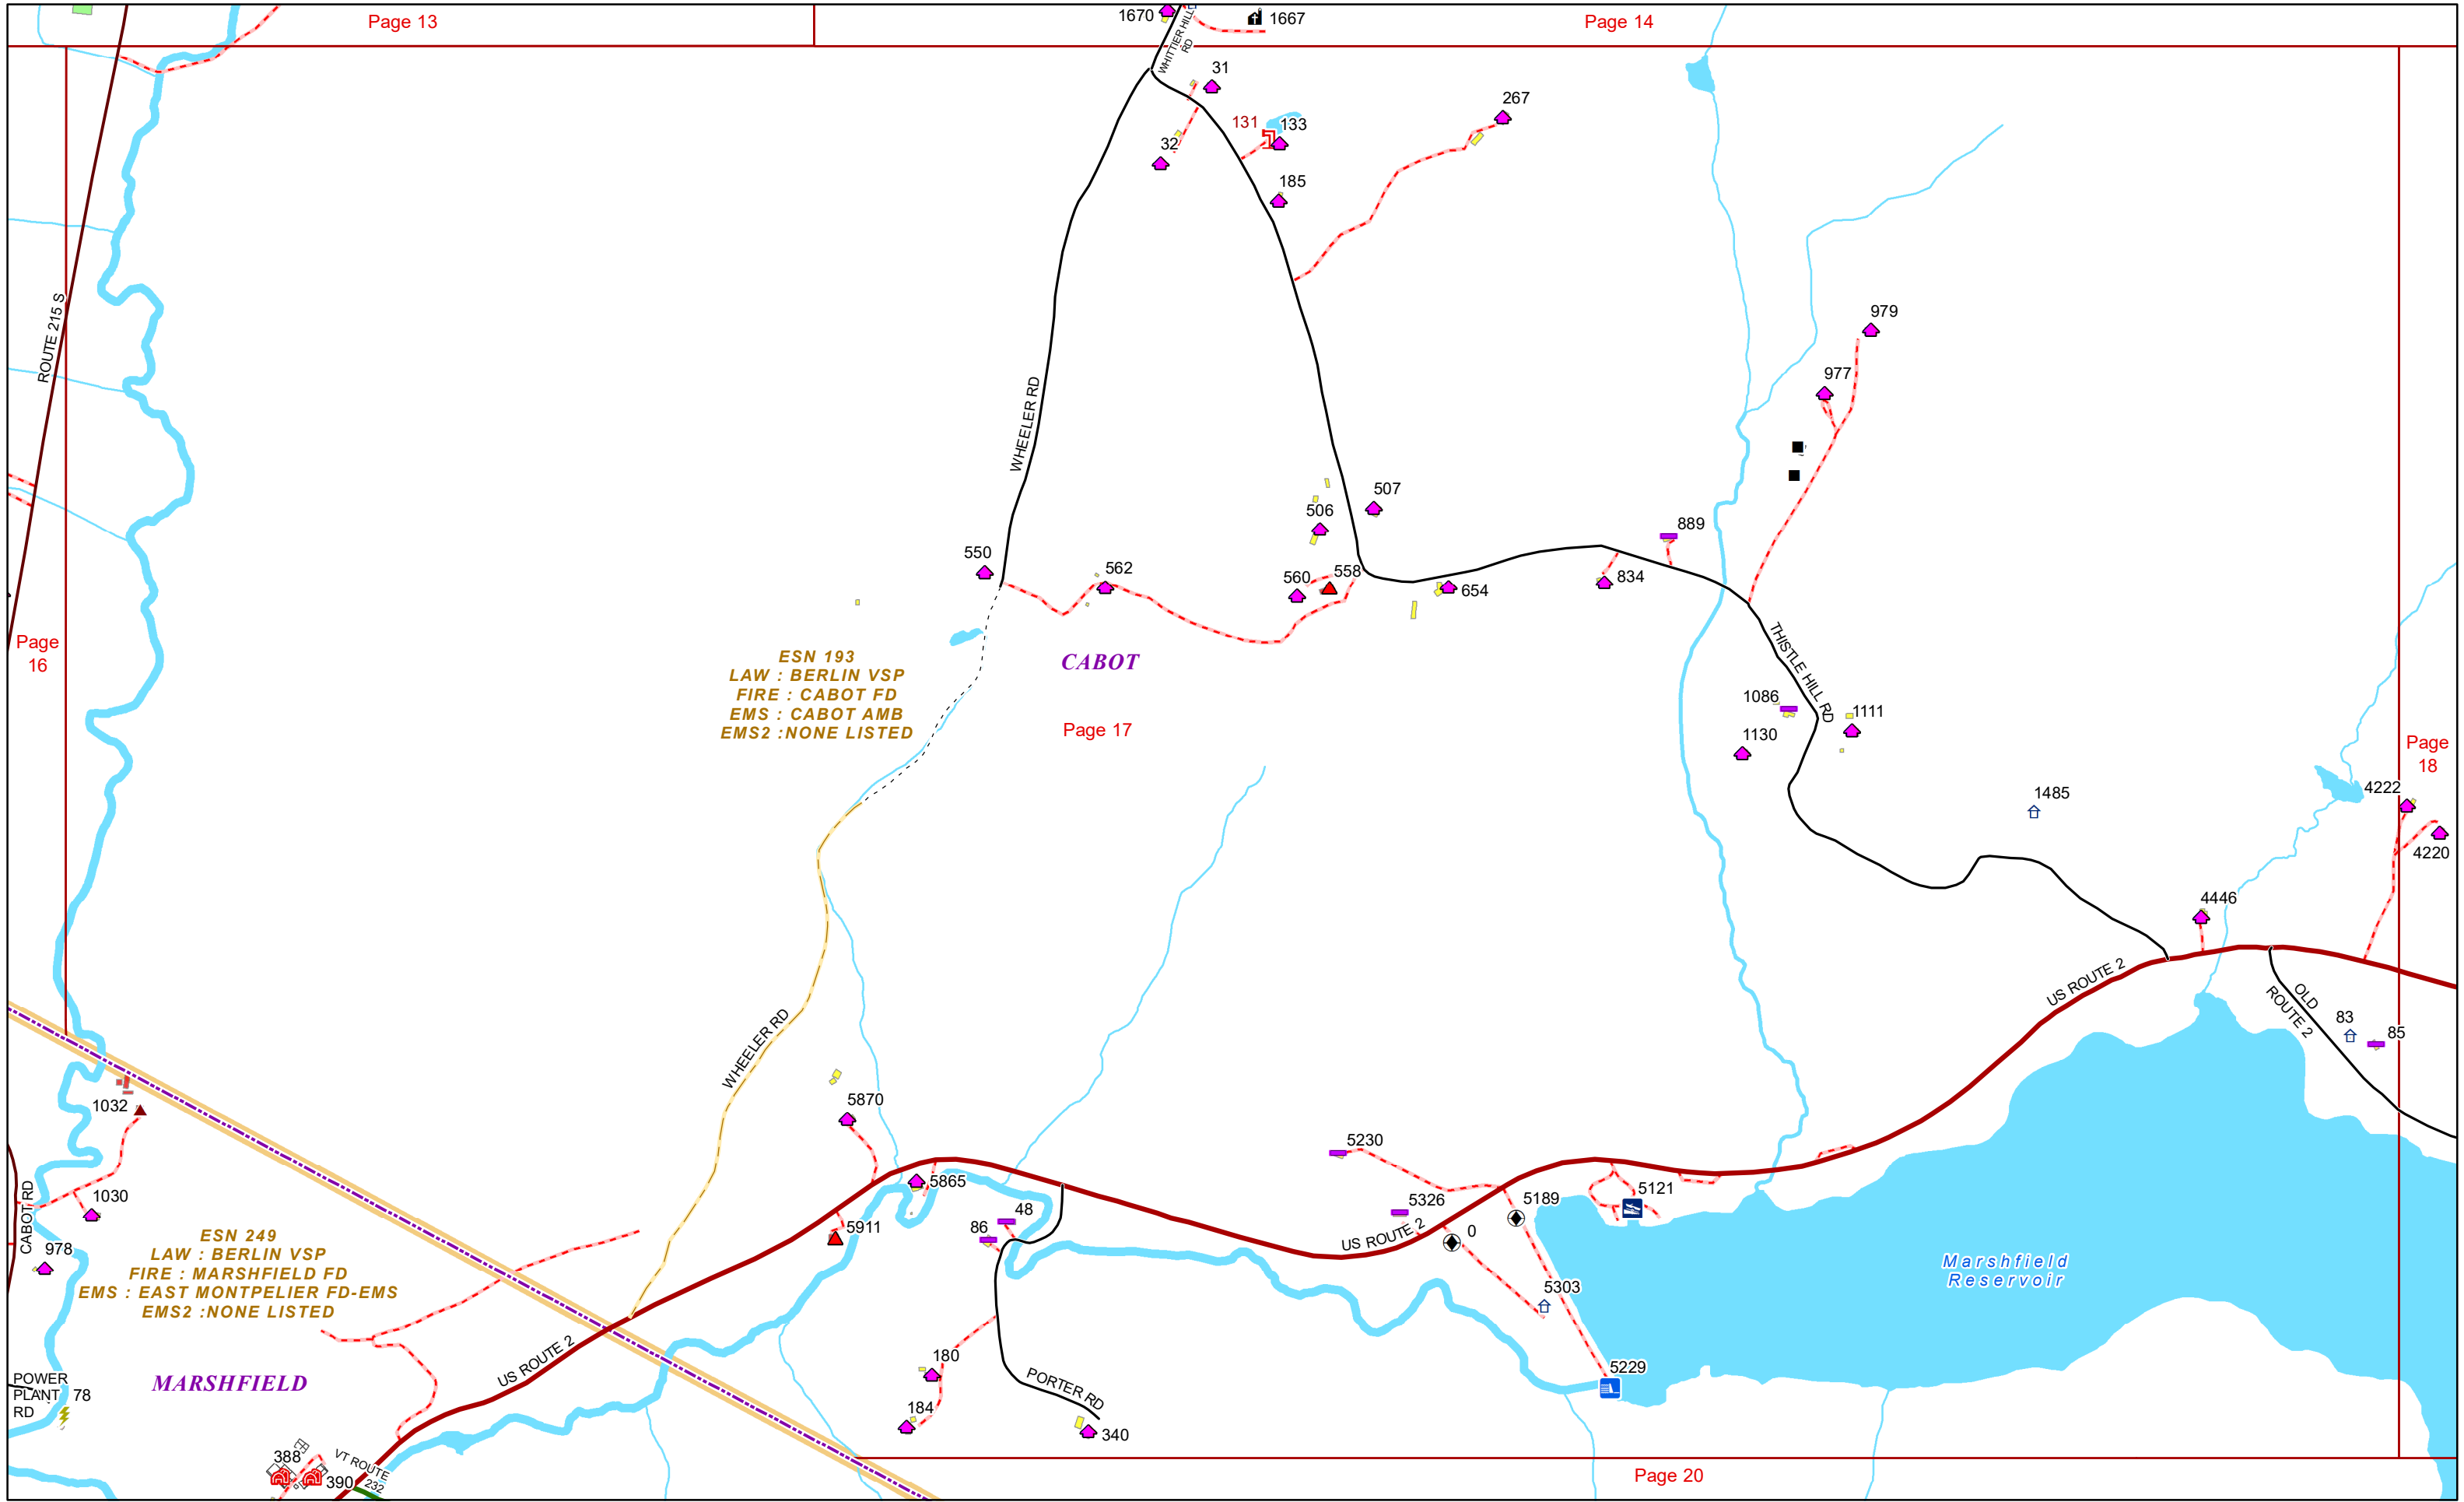 Page 13
1670
WHITTIER HILL
RD
1667
Page 14
31
131
133
267
32
185
ROUTE 215 S
979
977
WHEELER RD
507
506
889
550
562
560
558
654
834
Page
16
ESN 193
LAW : BERLIN VSP
FIRE : CABOT FD
EMS : CABOT AMB
EMS2 :NONE LISTED
CABOT
THISTLE HILL RD
Page 17
1086
1111
1130
Page
18
4222
1485
4220
4446
US ROUTE 2
OLD
ROUTE 2
83
85
WHEELER RD
1032
5870
5230
5865
5121
CABOT RD
1030
5326
5189
48
86
5911
0
US ROUTE 2
978
ESN 249
LAW : BERLIN VSP
FIRE : MARSHFIELD FD
EMS : EAST MONTPELIER FD-EMS
EMS2 :NONE LISTED
Marshfield
Reservoir
5303
US ROUTE 2
180
5229
MARSHFIELD
POWER
PLANT
RD
78
PORTER RD
184
340
388
390
VT ROUTE
232
Page 20